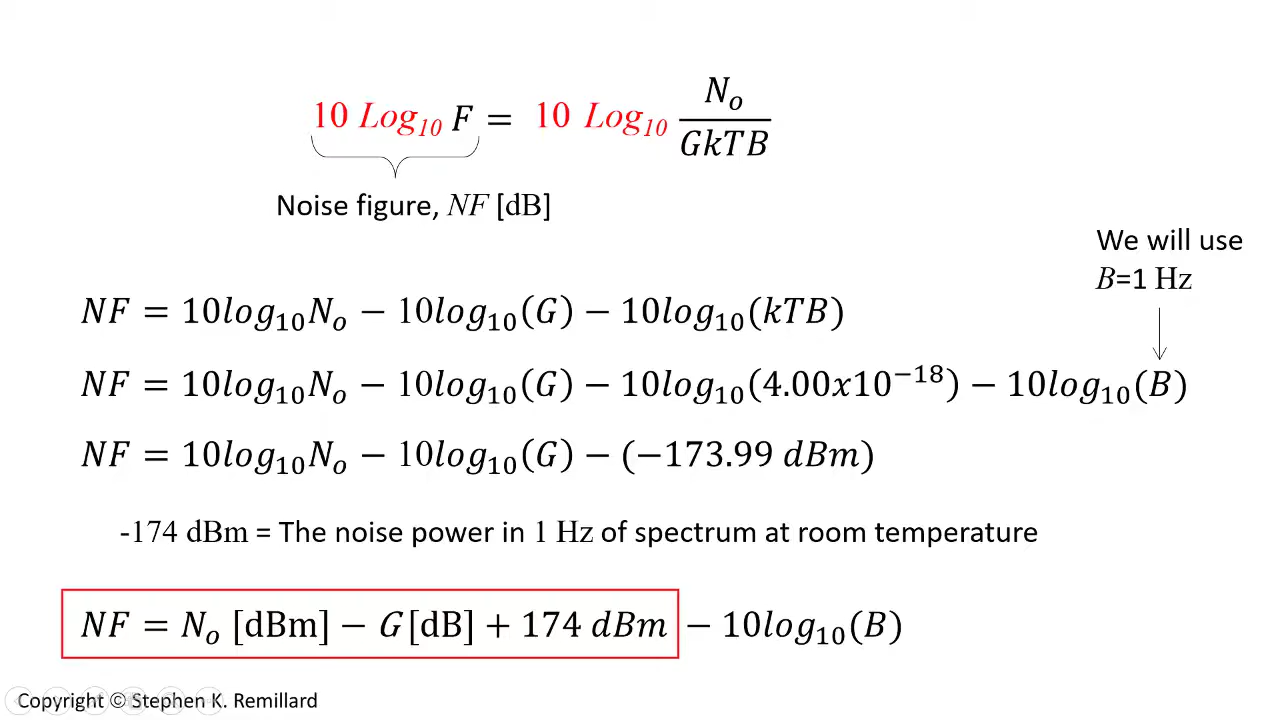 10 Log₁₀ F = 10 Log₁₀ Nₒ / GkTB
Noise figure, NF [dB]
We will use
B=1 Hz
NF = 10log₁₀Nₒ − 10log₁₀(G) − 10log₁₀(kTB)
NF = 10log₁₀Nₒ − 10log₁₀(G) − 10log₁₀(4.00x10⁻¹⁸) − 10log₁₀(B)
NF = 10log₁₀Nₒ − 10log₁₀(G) − (−173.99 dBm)
-174 dBm = The noise power in 1 Hz of spectrum at room temperature
NF = Nₒ [dBm] − G[dB] + 174 dBm − 10log₁₀(B)
Copyright © Stephen K. Remillard